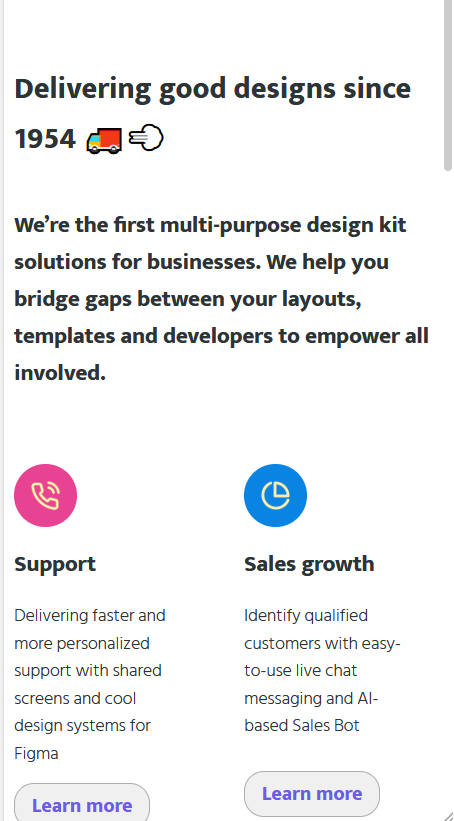 Delivering good designs since
1954 🚚💨
We’re the first multi-purpose design kit
solutions for businesses. We help you
bridge gaps between your layouts,
templates and developers to empower all
involved.
Support
Delivering faster and
more personalized
support with shared
screens and cool
design systems for
Figma
Learn more
Sales growth
Identify qualified
customers with easy-
to-use live chat
messaging and AI-
based Sales Bot
Learn more